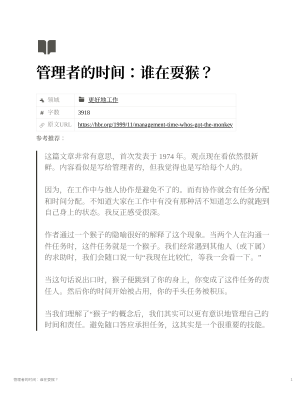 管理者的时间：谁在耍猴？
领域 更好地工作
# 字数 3918
原文URL https://hbr.org/1999/11/management-time-whos-got-the-monkey
参考推荐：
这篇文章非常有意思，首次发表于 1974 年。观点现在看依然很新
鲜。内容看似是写给管理者的，但我觉得也是写给每个人的。
因为，在工作中与他人协作是避免不了的。而有协作就会有任务分配
和时间分配。不知道大家在工作中有没有那种活不知道怎么的就跑到
自己身上的状态。我反正感受很深。
作者通过一个猴子的隐喻很好的解释了这个现象。当两个人在沟通一
件任务时，这件任务就是一个猴子。我们经常遇到其他人（或下属）
的求助时，我们会随口说一句“我现在比较忙，等我一会看一下。”
当这句话说出口时，猴子便跳到了你的身上，你变成了这件任务的责
任人。然后你的时间开始被占用，你的手头任务被积压。
当我们理解了“猴子”的概念后，我们其实可以更有意识地管理自己的
时间和责任。避免随口答应承担任务，这其实是一个很重要的技能。
管理者的时间：谁在耍猴？ 1